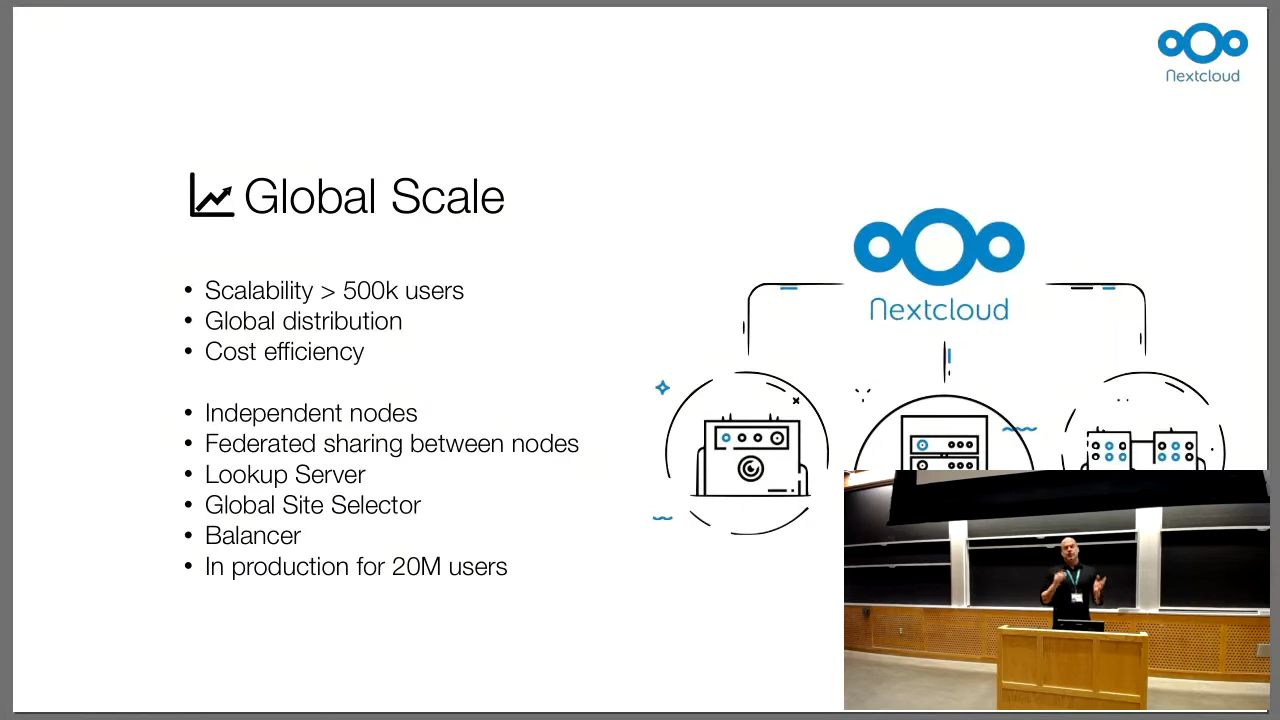 Nextcloud
Global Scale
• Scalability > 500k users
• Global distribution
• Cost efficiency
• Independent nodes
• Federated sharing between nodes
• Lookup Server
• Global Site Selector
• Balancer
• In production for 20M users
Nextcloud